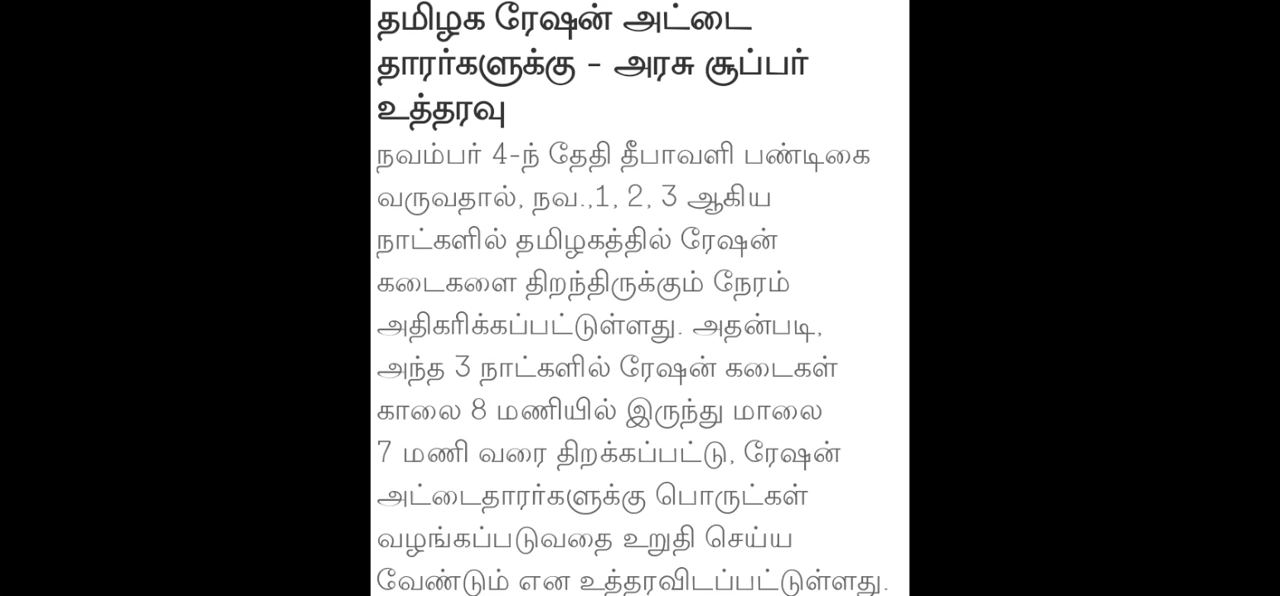 தமிழக ரேஷன் அட்டை
தாரர்களுக்கு - அரசு சூப்பர்
உத்தரவு
நவம்பர் 4-ந் தேதி தீபாவளி பண்டிகை
வருவதால், நவ.,1, 2, 3 ஆகிய
நாட்களில் தமிழகத்தில் ரேஷன்
கடைகளை திறந்திருக்கும் நேரம்
அதிகரிக்கப்பட்டுள்ளது. அதன்படி,
அந்த 3 நாட்களில் ரேஷன் கடைகள்
காலை 8 மணியில் இருந்து மாலை
7 மணி வரை திறக்கப்பட்டு, ரேஷன்
அட்டைதாரர்களுக்கு பொருட்கள்
வழங்கப்படுவதை உறுதி செய்ய
வேண்டும் என உத்தரவிடப்பட்டுள்ளது.